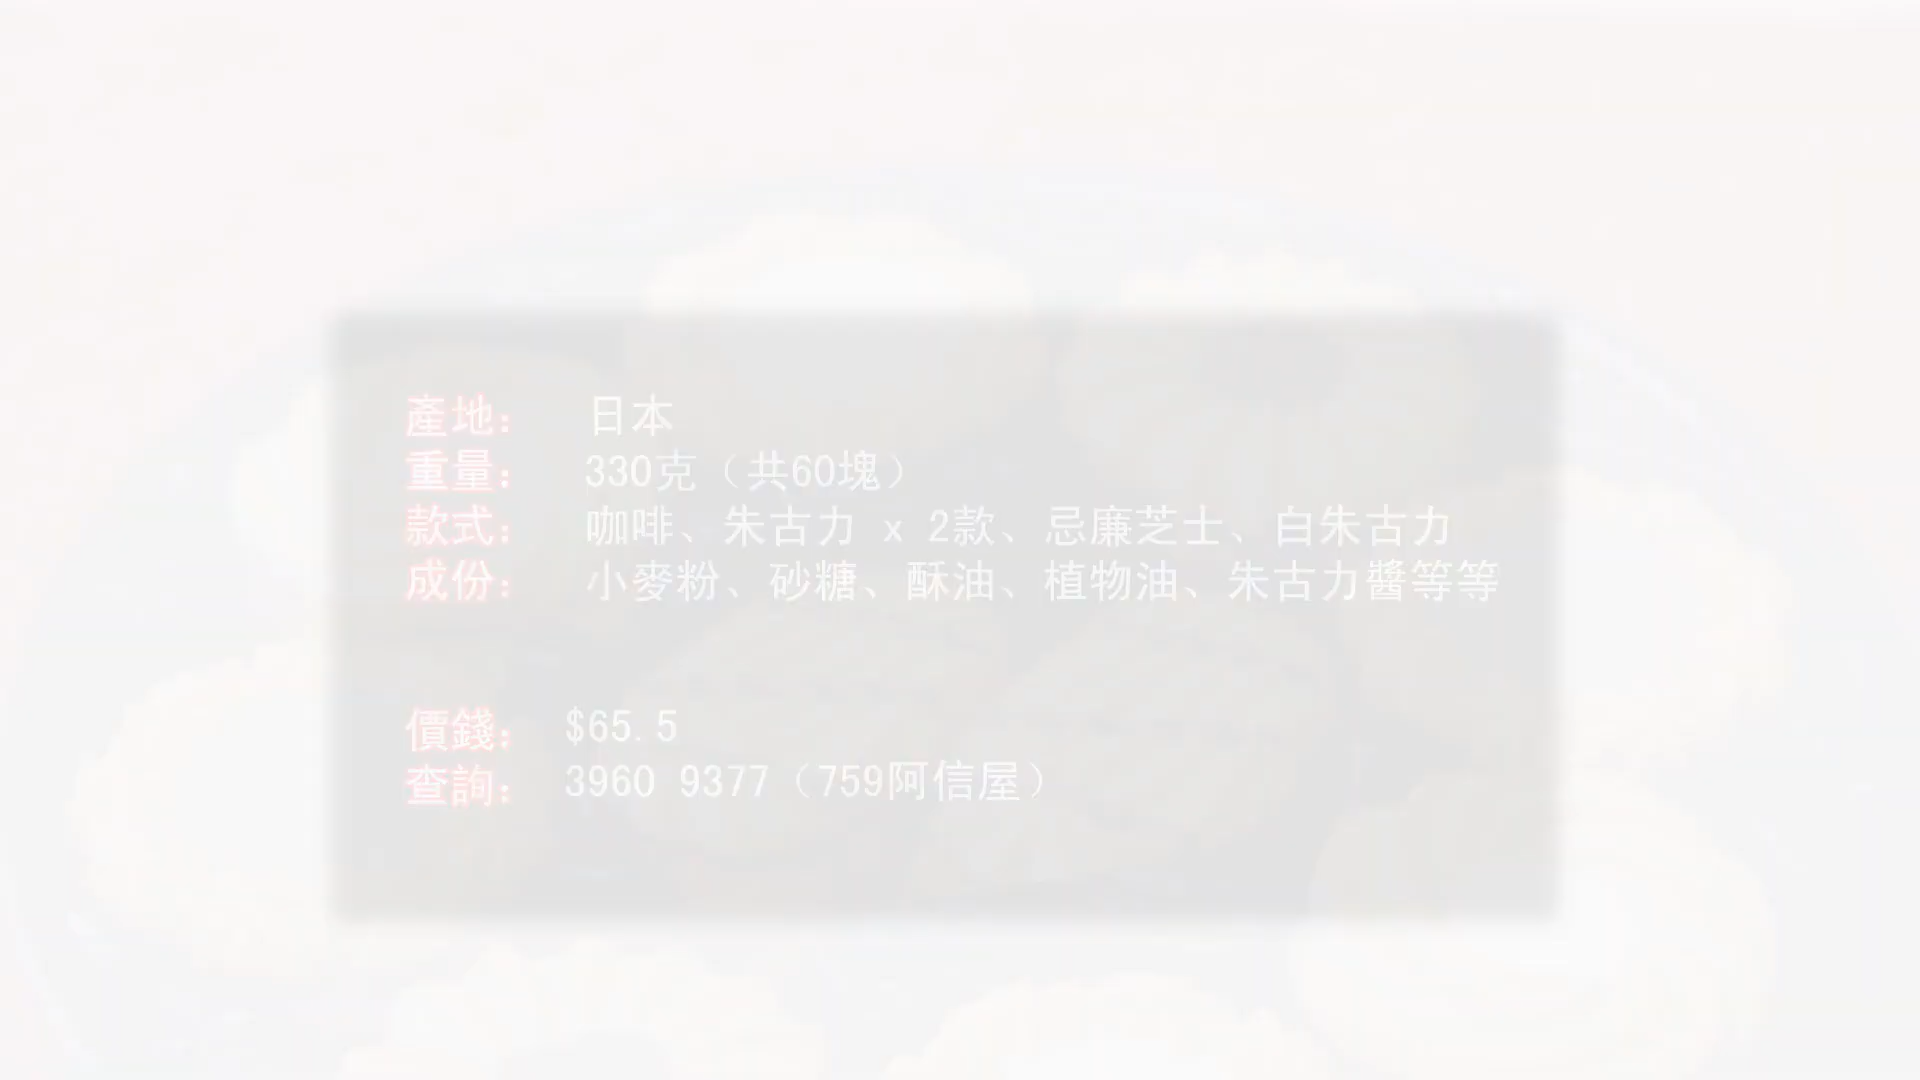 產地： 日本
重量： 330克（共60塊）
款式： 咖啡、朱古力 x 2款、忌廉芝士、白朱古力
成份： 小麥粉、砂糖、酥油、植物油、朱古力醬等等
價錢： $65.5
查詢： 3960 9377（759阿信屋）